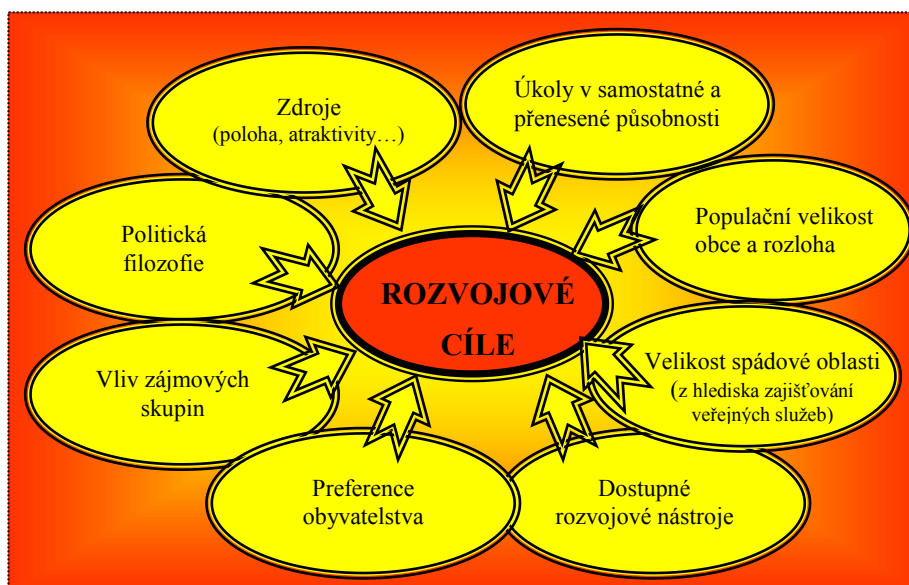 Zdroje
(poloha, atraktivity…)
Úkoly v samostatné a
přenesené působnosti
Politická
filozofie
Populační velikost
obce a rozloha
ROZVOJOVÉ
CÍLE
Vliv zájmových
skupin
Velikost spádové oblasti
(z hlediska zajišťování
veřejných služeb)
Preference
obyvatelstva
Dostupné
rozvojové nástroje